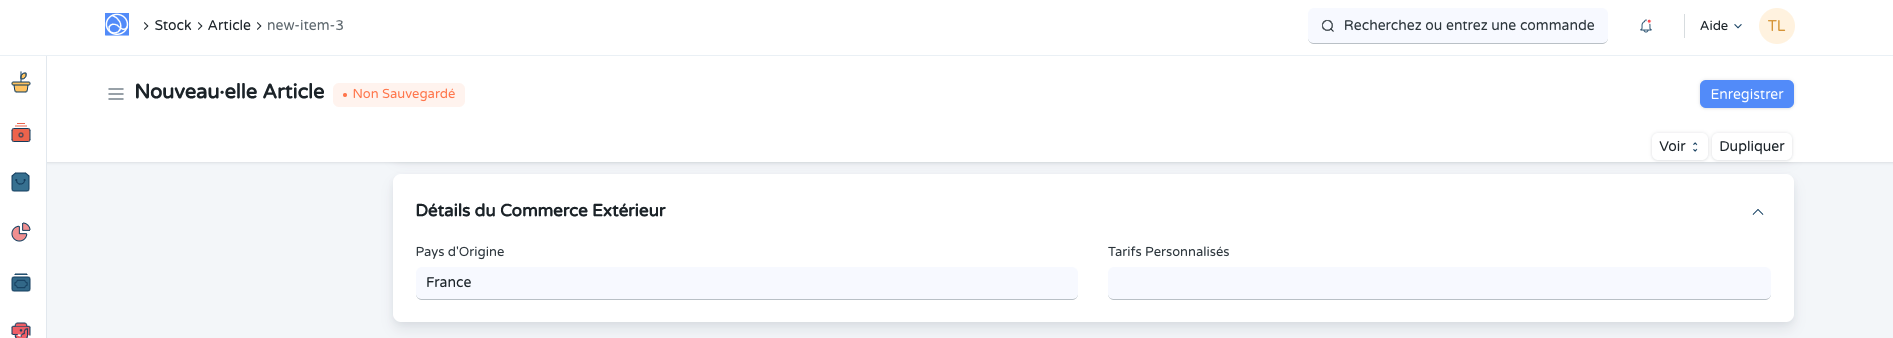 Stock Article new-item-3
Recherchez ou entrez une commande
Aide
TL
Nouveau·elle Article
Non Sauvegardé
Enregistrer
Voir
Dupliquer
Détails du Commerce Extérieur
Pays d'Origine
Tarifs Personnalisés
France